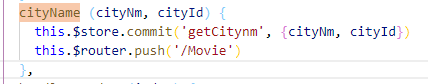 cityName (cityNm, cityId) {
this.$store.commit('getCitynm', {cityNm, cityId})
this.$router.push('/Movie')
},